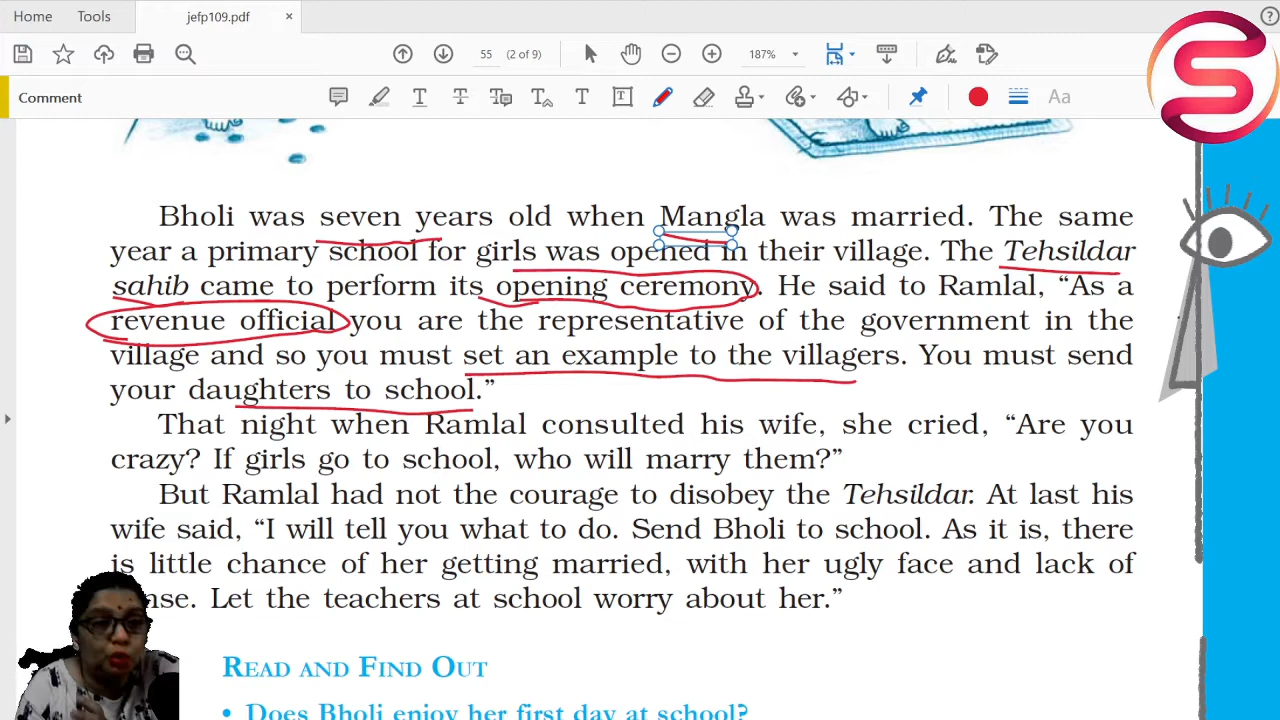 Home Tools jefp109.pdf ×
55 (2 of 9) 187%
Comment Aa
Bholi was seven years old when Mangla was married. The same
year a primary school for girls was opened in their village. The Tehsildar
sahib came to perform its opening ceremony. He said to Ramlal, “As a
revenue official you are the representative of the government in the
village and so you must set an example to the villagers. You must send
your daughters to school.”
That night when Ramlal consulted his wife, she cried, “Are you
crazy? If girls go to school, who will marry them?”
But Ramlal had not the courage to disobey the Tehsildar. At last his
wife said, “I will tell you what to do. Send Bholi to school. As it is, there
is little chance of her getting married, with her ugly face and lack of
nse. Let the teachers at school worry about her.”
READ AND FIND OUT
• Does Bholi enjoy her first day at school?